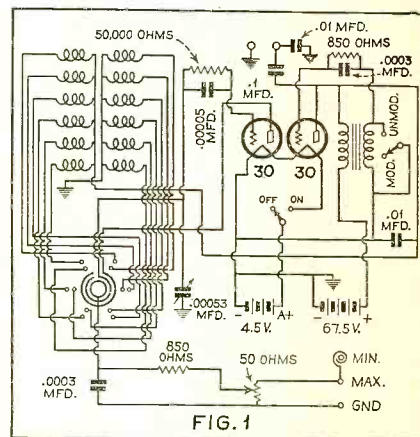 50,000 OHMS
.01 MFD.
850 OHMS
.0003 MFD.
.1 MFD.
.00005 MFD.
UNMOD.
MOD.
30
30
OFF
ON
.01 MFD.
.00053 MFD.
-
4.5 V.
A+
-
67.5 V.
+
850 OHMS
50 OHMS
MIN.
MAX.
GND
.0003 MFD.
FIG. 1